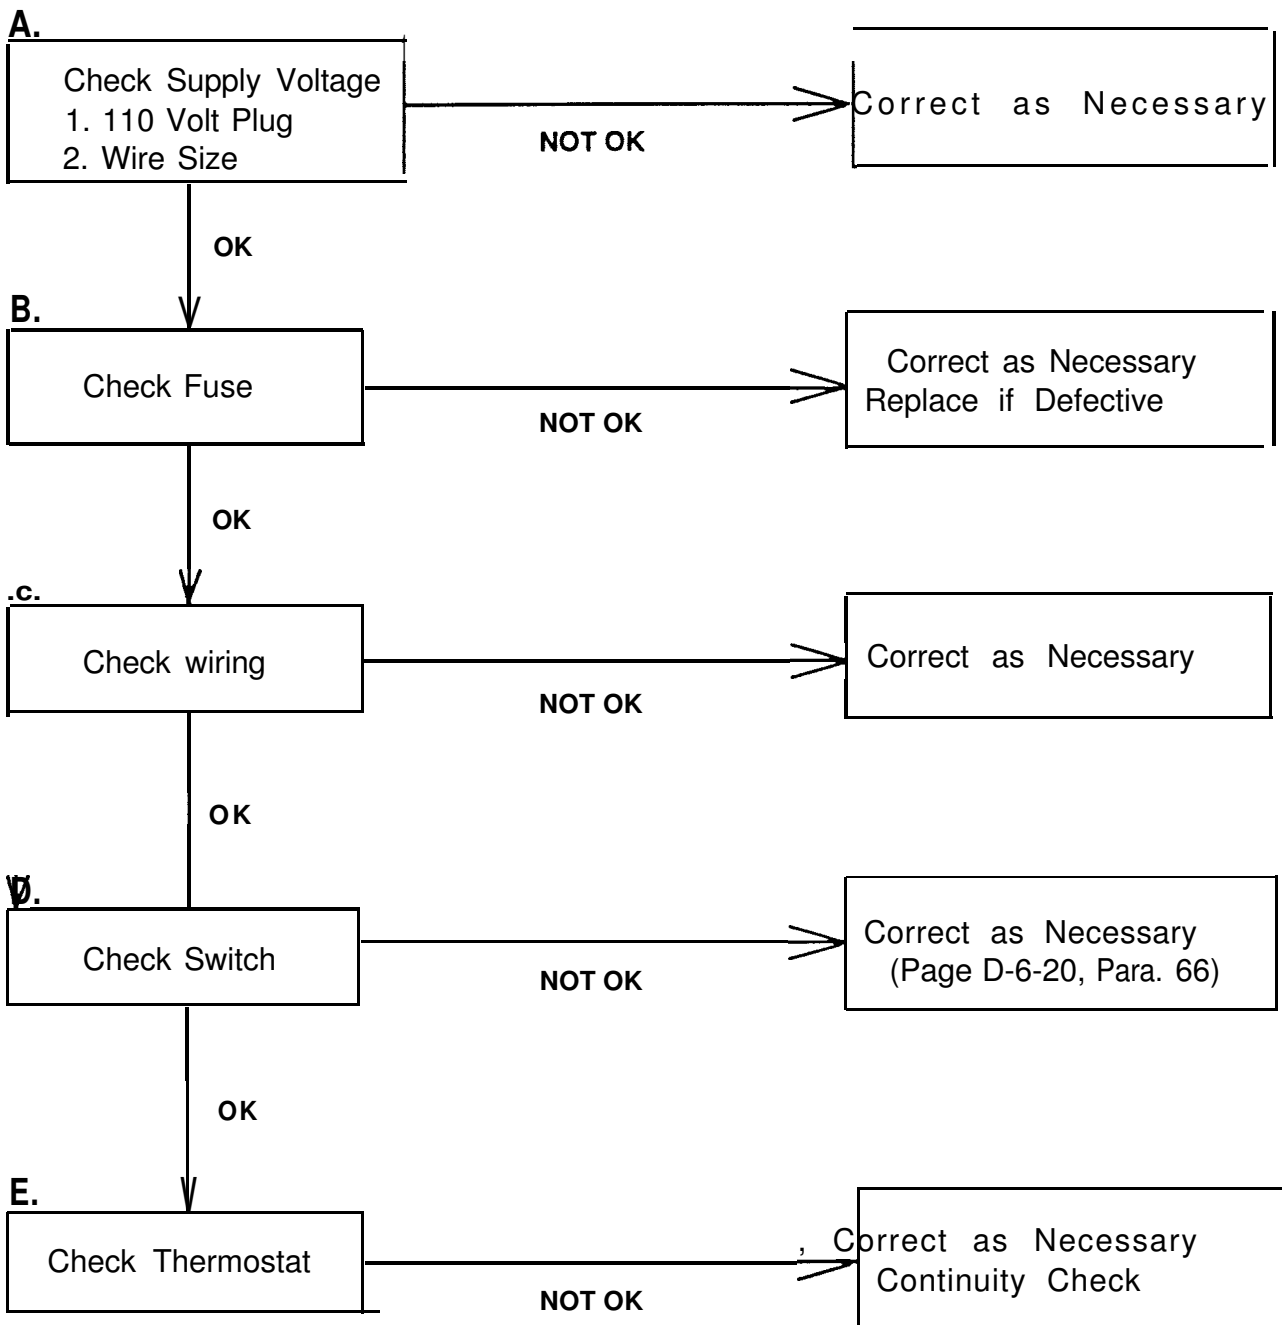 A.
Check Supply Voltage
1. 110 Volt Plug
2. Wire Size
NOT OK
Correct as Necessary
OK
B.
Check Fuse
NOT OK
Correct as Necessary
Replace if Defective
OK
.c.
Check wiring
NOT OK
Correct as Necessary
OK
D.
Check Switch
NOT OK
Correct as Necessary
(Page D-6-20, Para. 66)
OK
E.
Check Thermostat
NOT OK
, Correct as Necessary
Continuity Check